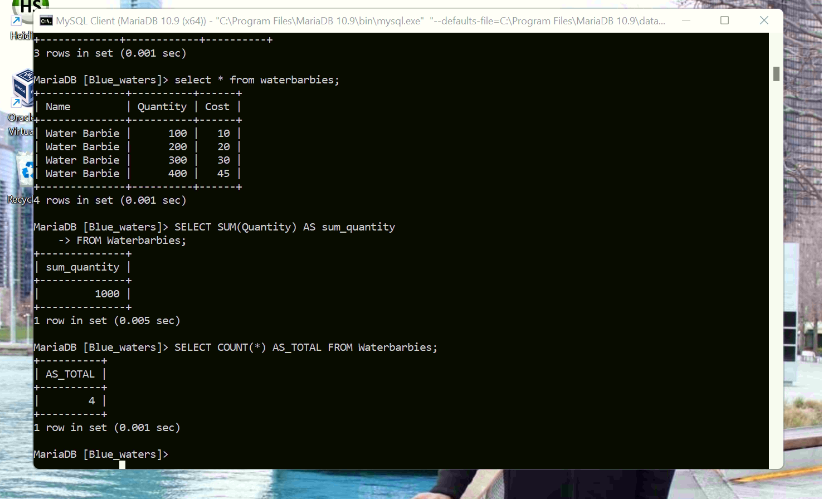 HS
MySQL Client (MariaDB 10.9 (x64)) - "C:\Program Files\MariaDB 10.9\bin\mysql.exe" "--defaults-file=C:\Program Files\MariaDB 10.9\data...
Heidi
+--------------+------------+----------+
3 rows in set (0.001 sec)
MariaDB [Blue_waters]> select * from waterbarbies;
+--------------+----------+------+
| Name         | Quantity | Cost |
+--------------+----------+------+
| Water Barbie |      100 |   10 |
| Water Barbie |      200 |   20 |
| Water Barbie |      300 |   30 |
| Water Barbie |      400 |   45 |
+--------------+----------+------+
4 rows in set (0.001 sec)
MariaDB [Blue_waters]> SELECT SUM(Quantity) AS sum_quantity
    -> FROM Waterbarbies;
+--------------+
| sum_quantity |
+--------------+
|         1000 |
+--------------+
1 row in set (0.005 sec)
MariaDB [Blue_waters]> SELECT COUNT(*) AS_TOTAL FROM Waterbarbies;
+----------+
| AS_TOTAL |
+----------+
|        4 |
+----------+
1 row in set (0.001 sec)
MariaDB [Blue_waters]>
Orac
Virtua
Recyc